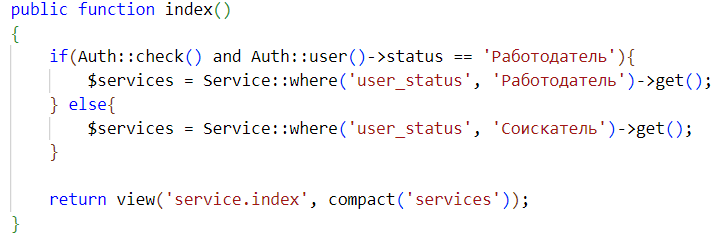 public function index()
{
    if(Auth::check() and Auth::user()->status == 'Работодатель'){
        $services = Service::where('user_status', 'Работодатель')->get();
    } else{
        $services = Service::where('user_status', 'Соискатель')->get();
    }

    return view('service.index', compact('services'));
}